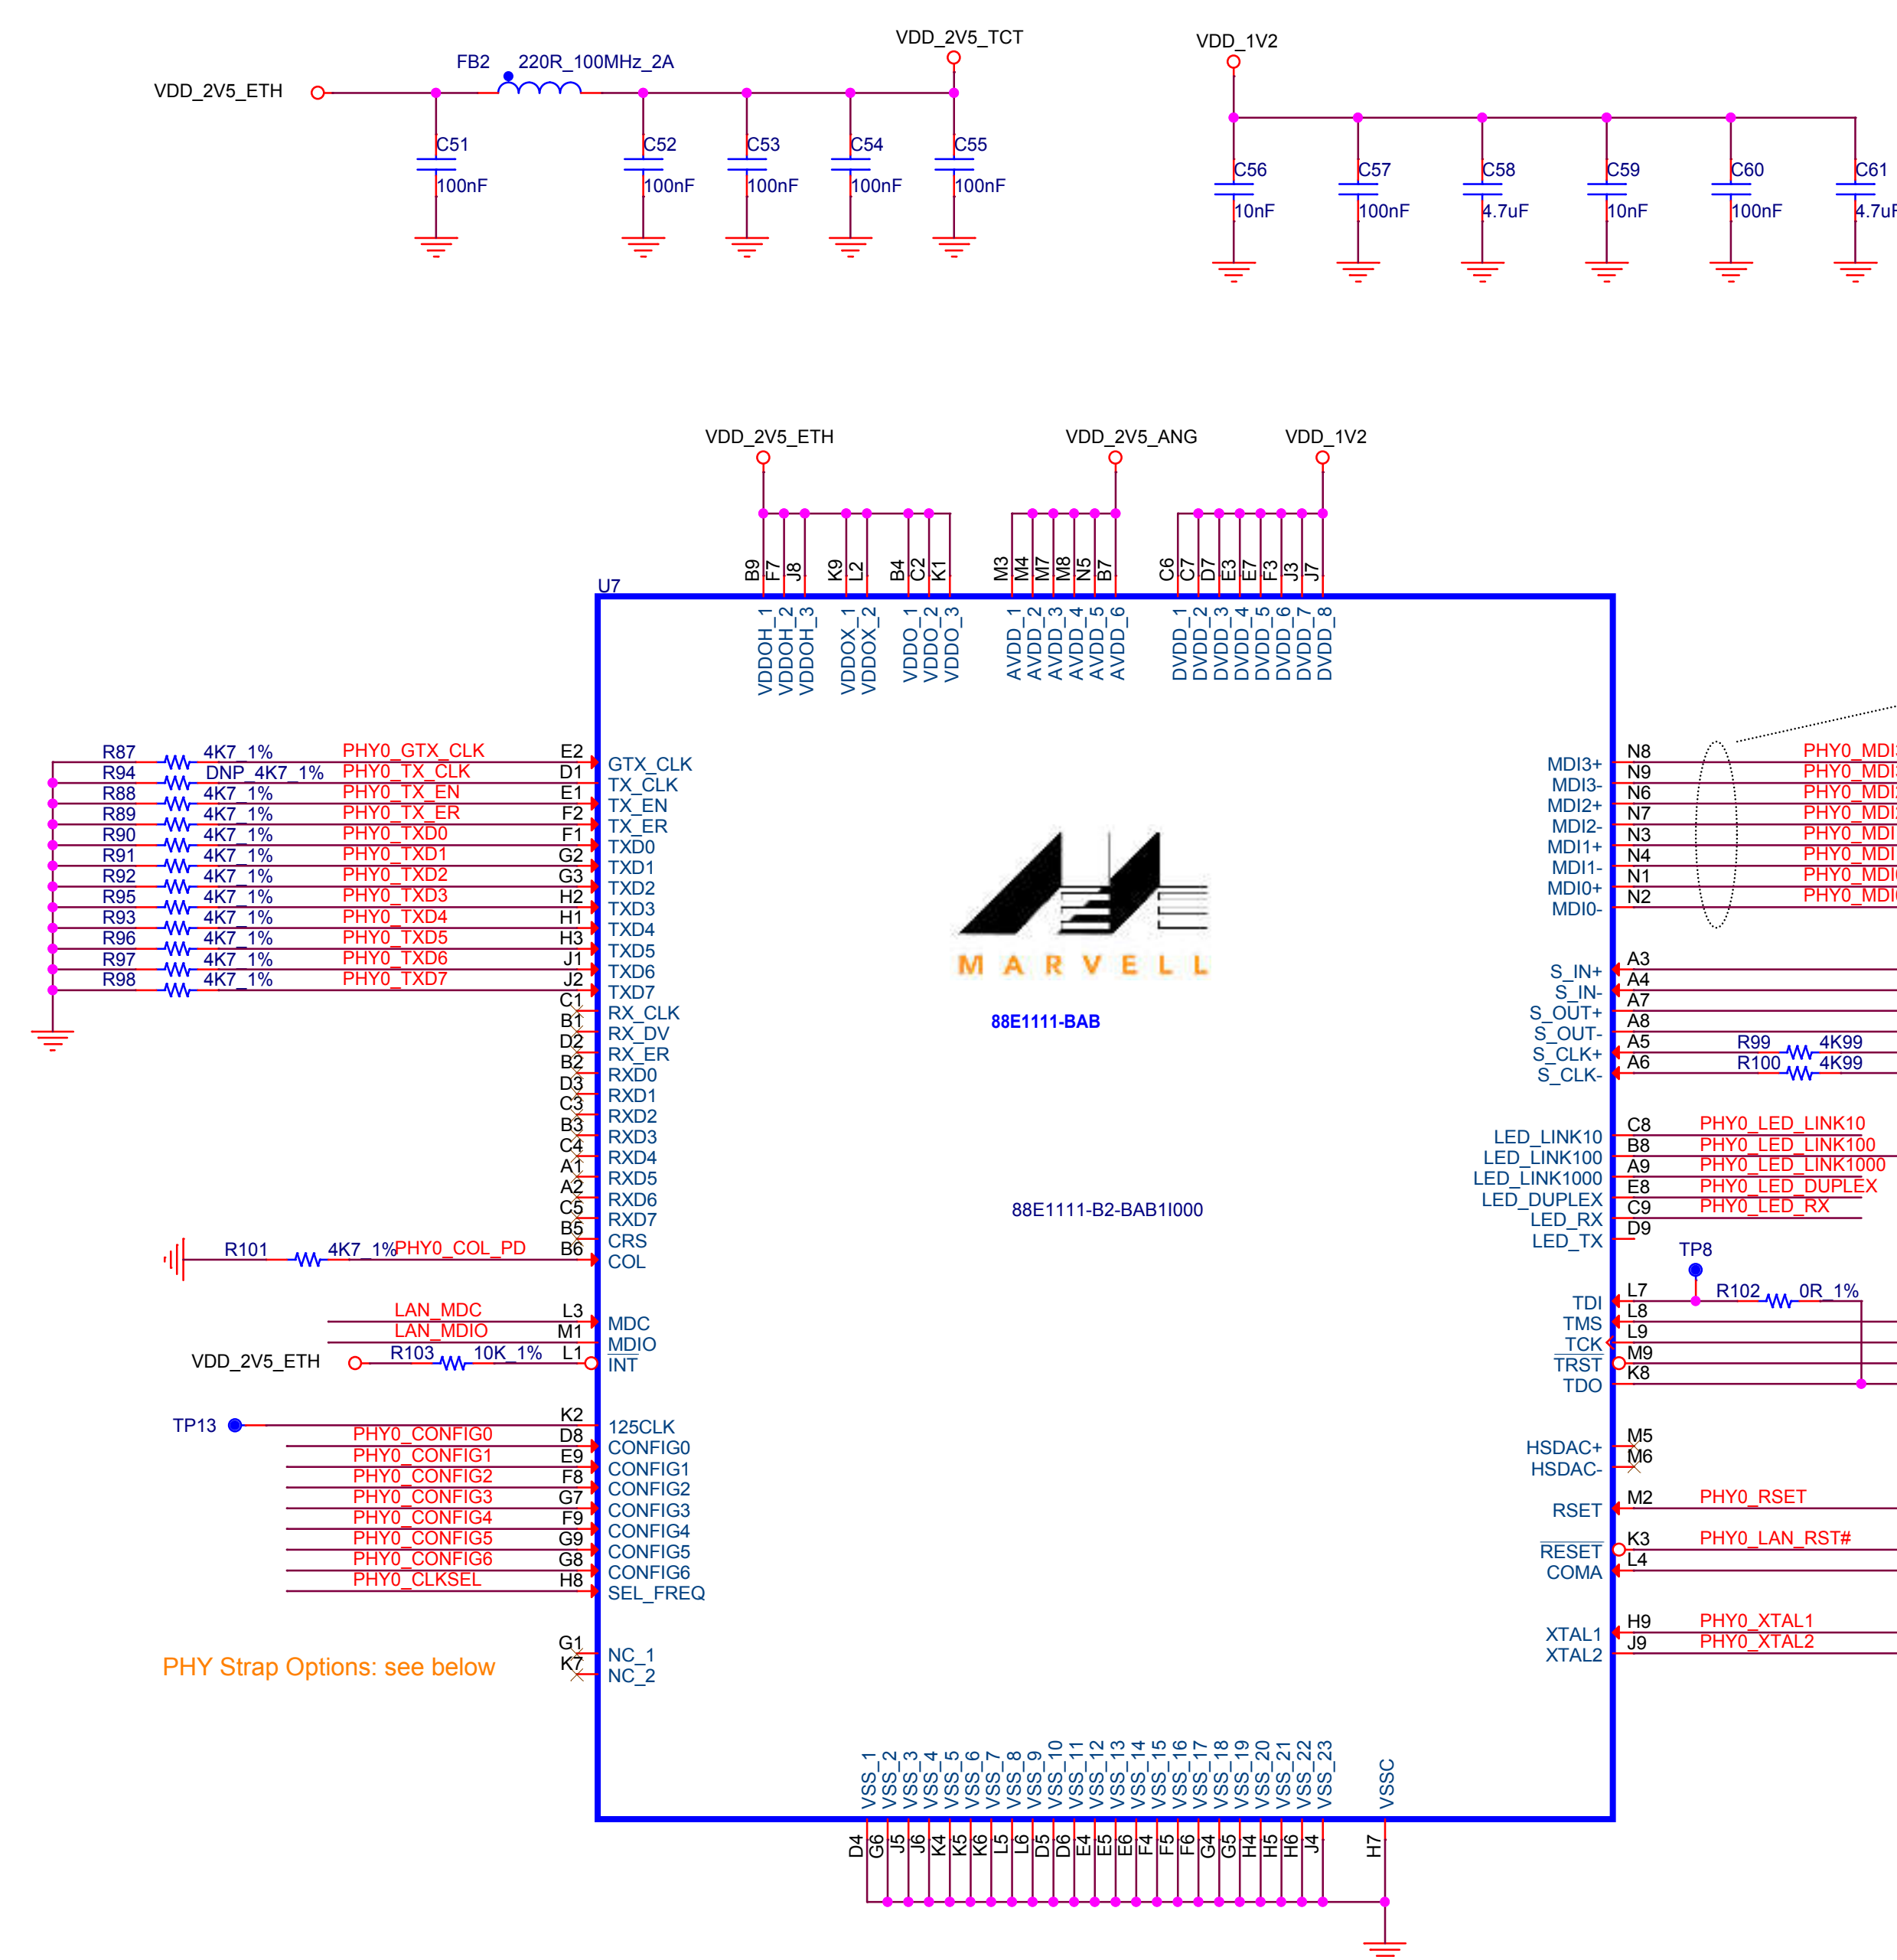 VDD_2V5_TCT
VDD_1V2
FB2 220R_100MHz_2A
VDD_2V5_ETH
C51 C52 C53 C54 C55
100nF 100nF 100nF 100nF 100nF
C56 C57 C58 C59 C60 C61
10nF 100nF 4.7uF 10nF 100nF 4.7uF
VDD_2V5_ETH VDD_2V5_ANG VDD_1V2
B9 F7 J8 K9 L2 B4 C2 K1 M3 M4 M7 M8 N5 B7 C6 C7 D7 E3 E7 F3 J3 J7
U7
VDDOH_1 VDDOH_2 VDDOH_3 VDDOX_1 VDDOX_2 VDDO_1 VDDO_2 VDDO_3 AVDD_1 AVDD_2 AVDD_3 AVDD_4 AVDD_5 AVDD_6 DVDD_1 DVDD_2 DVDD_3 DVDD_4 DVDD_5 DVDD_6 DVDD_7 DVDD_8
R87 4K7_1% PHY0_GTX_CLK E2 GTX_CLK
R94 DNP_4K7_1% PHY0_TX_CLK D1 TX_CLK
R88 4K7_1% PHY0_TX_EN E1 TX_EN
R89 4K7_1% PHY0_TX_ER F2 TX_ER
R90 4K7_1% PHY0_TXD0 F1 TXD0
R91 4K7_1% PHY0_TXD1 G2 TXD1
R92 4K7_1% PHY0_TXD2 G3 TXD2
R95 4K7_1% PHY0_TXD3 H2 TXD3
R93 4K7_1% PHY0_TXD4 H1 TXD4
R96 4K7_1% PHY0_TXD5 H3 TXD5
R97 4K7_1% PHY0_TXD6 J1 TXD6
R98 4K7_1% PHY0_TXD7 J2 TXD7
C1 RX_CLK
B1 RX_DV
D2 RX_ER
B2 RXD0
D3 RXD1
C3 RXD2
B3 RXD3
C4 RXD4
A1 RXD5
A2 RXD6
C5 RXD7
B5 CRS
R101 4K7_1% PHY0_COL_PD B6 COL
LAN_MDC L3 MDC
LAN_MDIO M1 MDIO
VDD_2V5_ETH R103 10K_1% L1 INT
TP13 K2 125CLK
PHY0_CONFIG0 D8 CONFIG0
PHY0_CONFIG1 E9 CONFIG1
PHY0_CONFIG2 F8 CONFIG2
PHY0_CONFIG3 G7 CONFIG3
PHY0_CONFIG4 F9 CONFIG4
PHY0_CONFIG5 G9 CONFIG5
PHY0_CONFIG6 G8 CONFIG6
PHY0_CLKSEL H8 SEL_FREQ
G1 NC_1
K7 NC_2
PHY Strap Options: see below
MARVELL
88E1111-BAB
88E1111-B2-BAB1I000
MDI3+ N8 PHY0_MDI3
MDI3- N9 PHY0_MDI3
MDI2+ N6 PHY0_MDI2
MDI2- N7 PHY0_MDI2
MDI1+ N3 PHY0_MDI
MDI1- N4 PHY0_MDI
MDI0+ N1 PHY0_MDI0
MDI0- N2 PHY0_MDI0
S_IN+ A3
S_IN- A4
S_OUT+ A7
S_OUT- A8
S_CLK+ A5 R99 4K99
S_CLK- A6 R100 4K99
LED_LINK10 C8 PHY0_LED_LINK10
LED_LINK100 B8 PHY0_LED_LINK100
LED_LINK1000 A9 PHY0_LED_LINK1000
LED_DUPLEX E8 PHY0_LED_DUPLEX
LED_RX C9 PHY0_LED_RX
LED_TX D9
TP8
TDI L7 R102 0R_1%
TMS L8
TCK L9
TRST M9
TDO K8
HSDAC+ M5
HSDAC- M6
RSET M2 PHY0_RSET
RESET K3 PHY0_LAN_RST#
COMA L4
XTAL1 H9 PHY0_XTAL1
XTAL2 J9 PHY0_XTAL2
VSS_1 VSS_2 VSS_3 VSS_4 VSS_5 VSS_6 VSS_7 VSS_8 VSS_9 VSS_10 VSS_11 VSS_12 VSS_13 VSS_14 VSS_15 VSS_16 VSS_17 VSS_18 VSS_19 VSS_20 VSS_21 VSS_22 VSS_23 VSSC
D4 G6 J5 J6 K4 K5 K6 L5 L6 D5 D6 E4 E5 E6 F4 F5 F6 G4 G5 H4 H5 H6 J4 H7